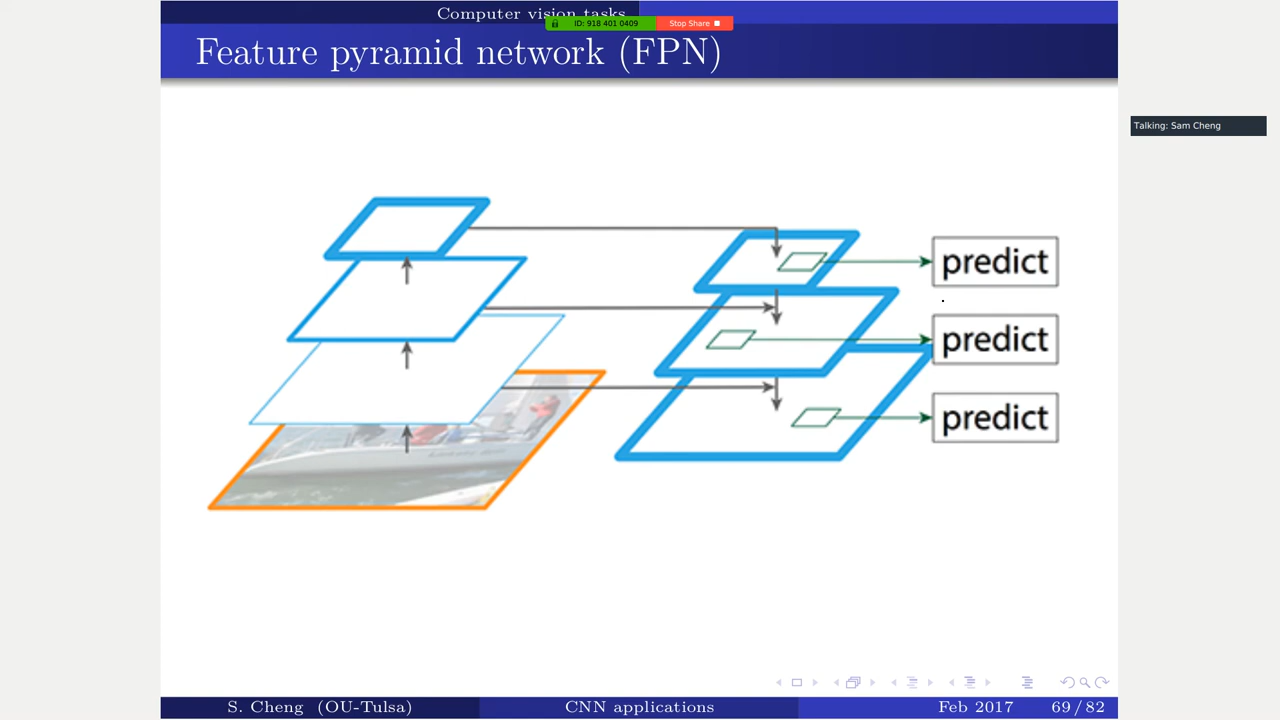 Computer vision tasks
ID: 918 401 0409 Stop Share
Feature pyramid network (FPN)
Talking: Sam Cheng
predict
predict
predict
S. Cheng (OU-Tulsa) CNN applications Feb 2017 69 / 82